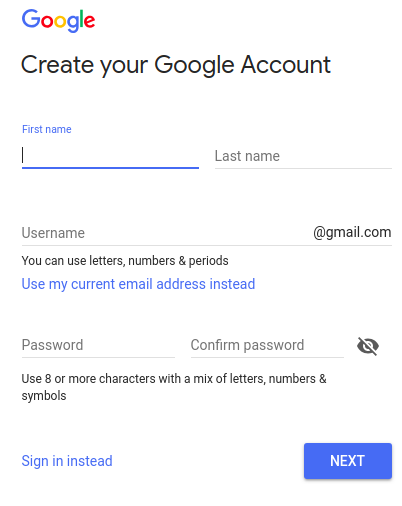 Google
Create your Google Account
First name
Last name
Username
@gmail.com
You can use letters, numbers & periods
Use my current email address instead
Password
Confirm password
Use 8 or more characters with a mix of letters, numbers &
symbols
Sign in instead
NEXT